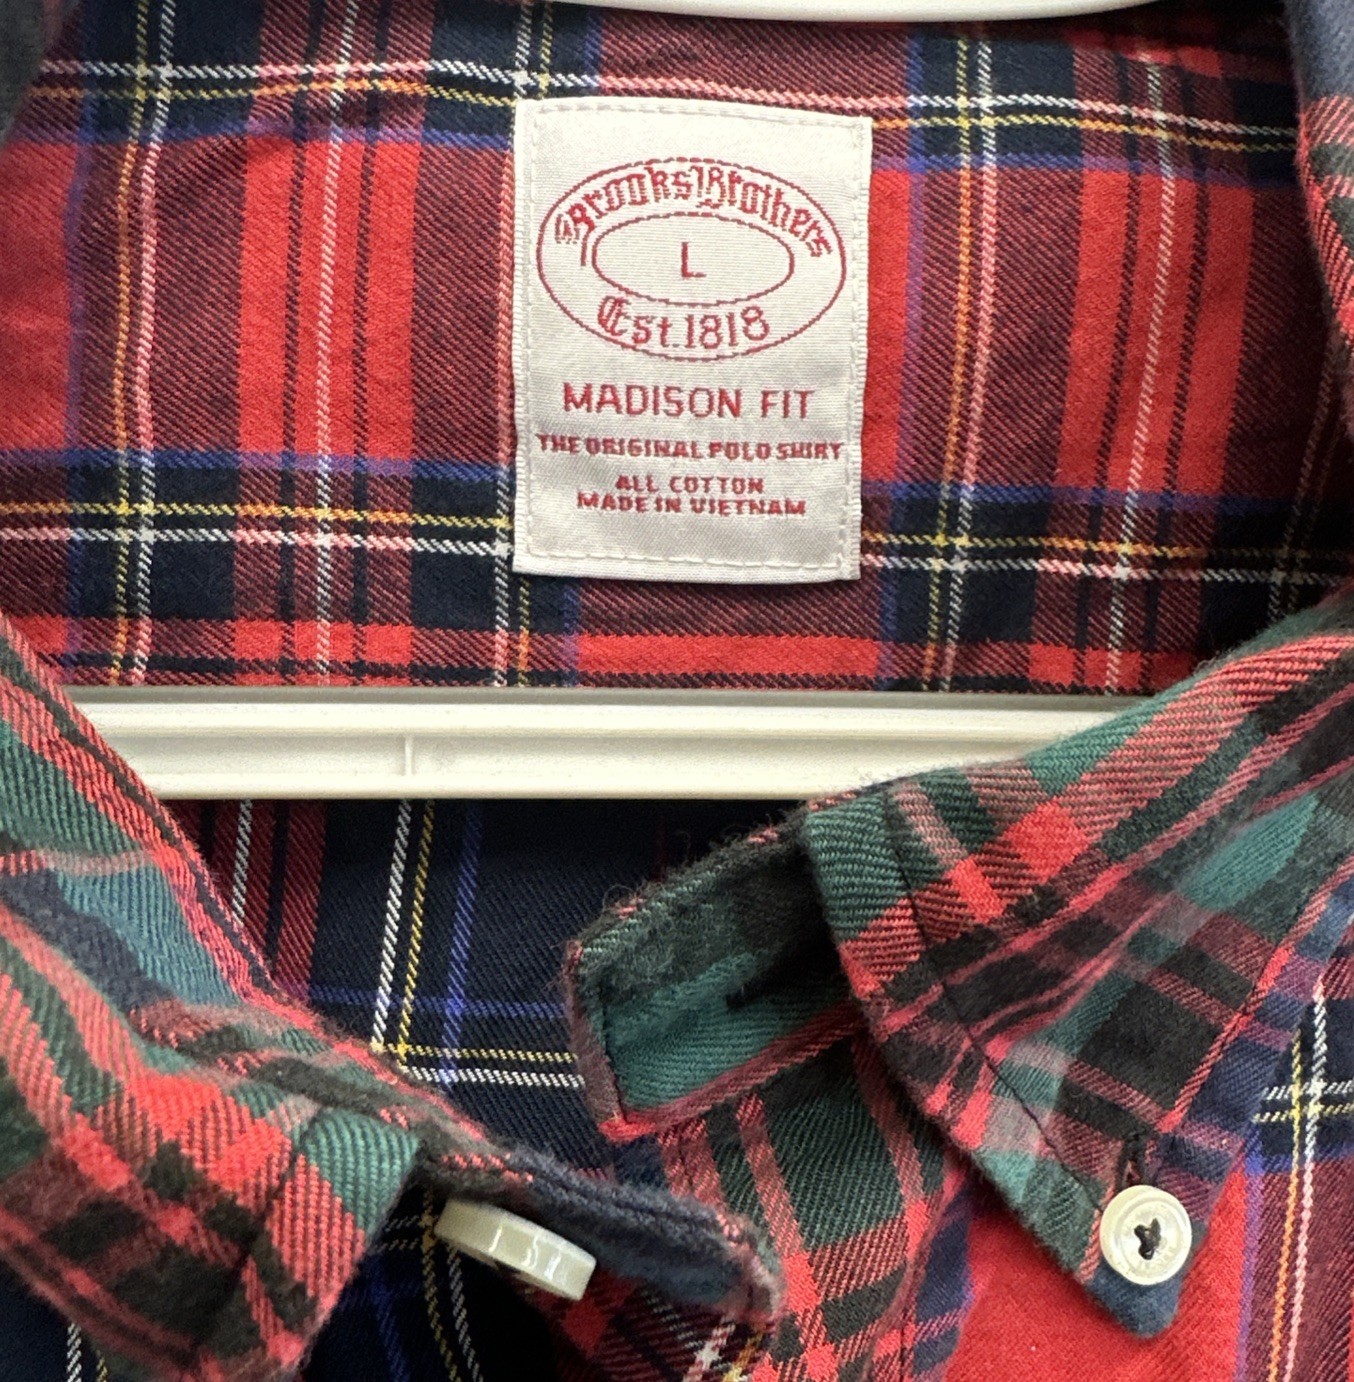 Brooks Brothers
L
Est. 1818
MADISON FIT
THE ORIGINAL POLO SHIRT
ALL COTTON
MADE IN VIETNAM